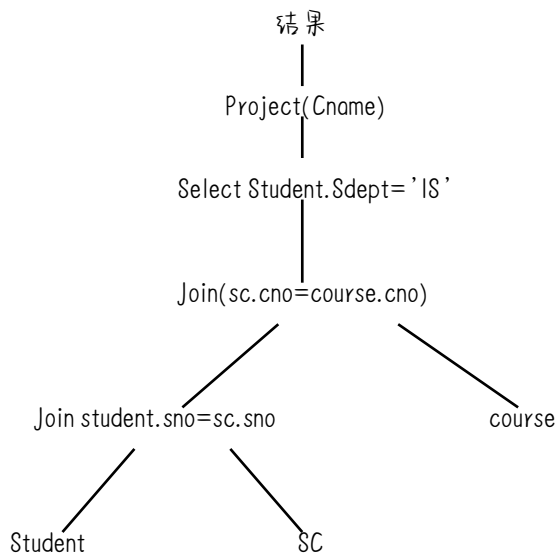 结果
Project(Cname)
Select Student.Sdept='IS'
Join(sc.cno=course.cno)
Join student.sno=sc.sno
course
Student
SC